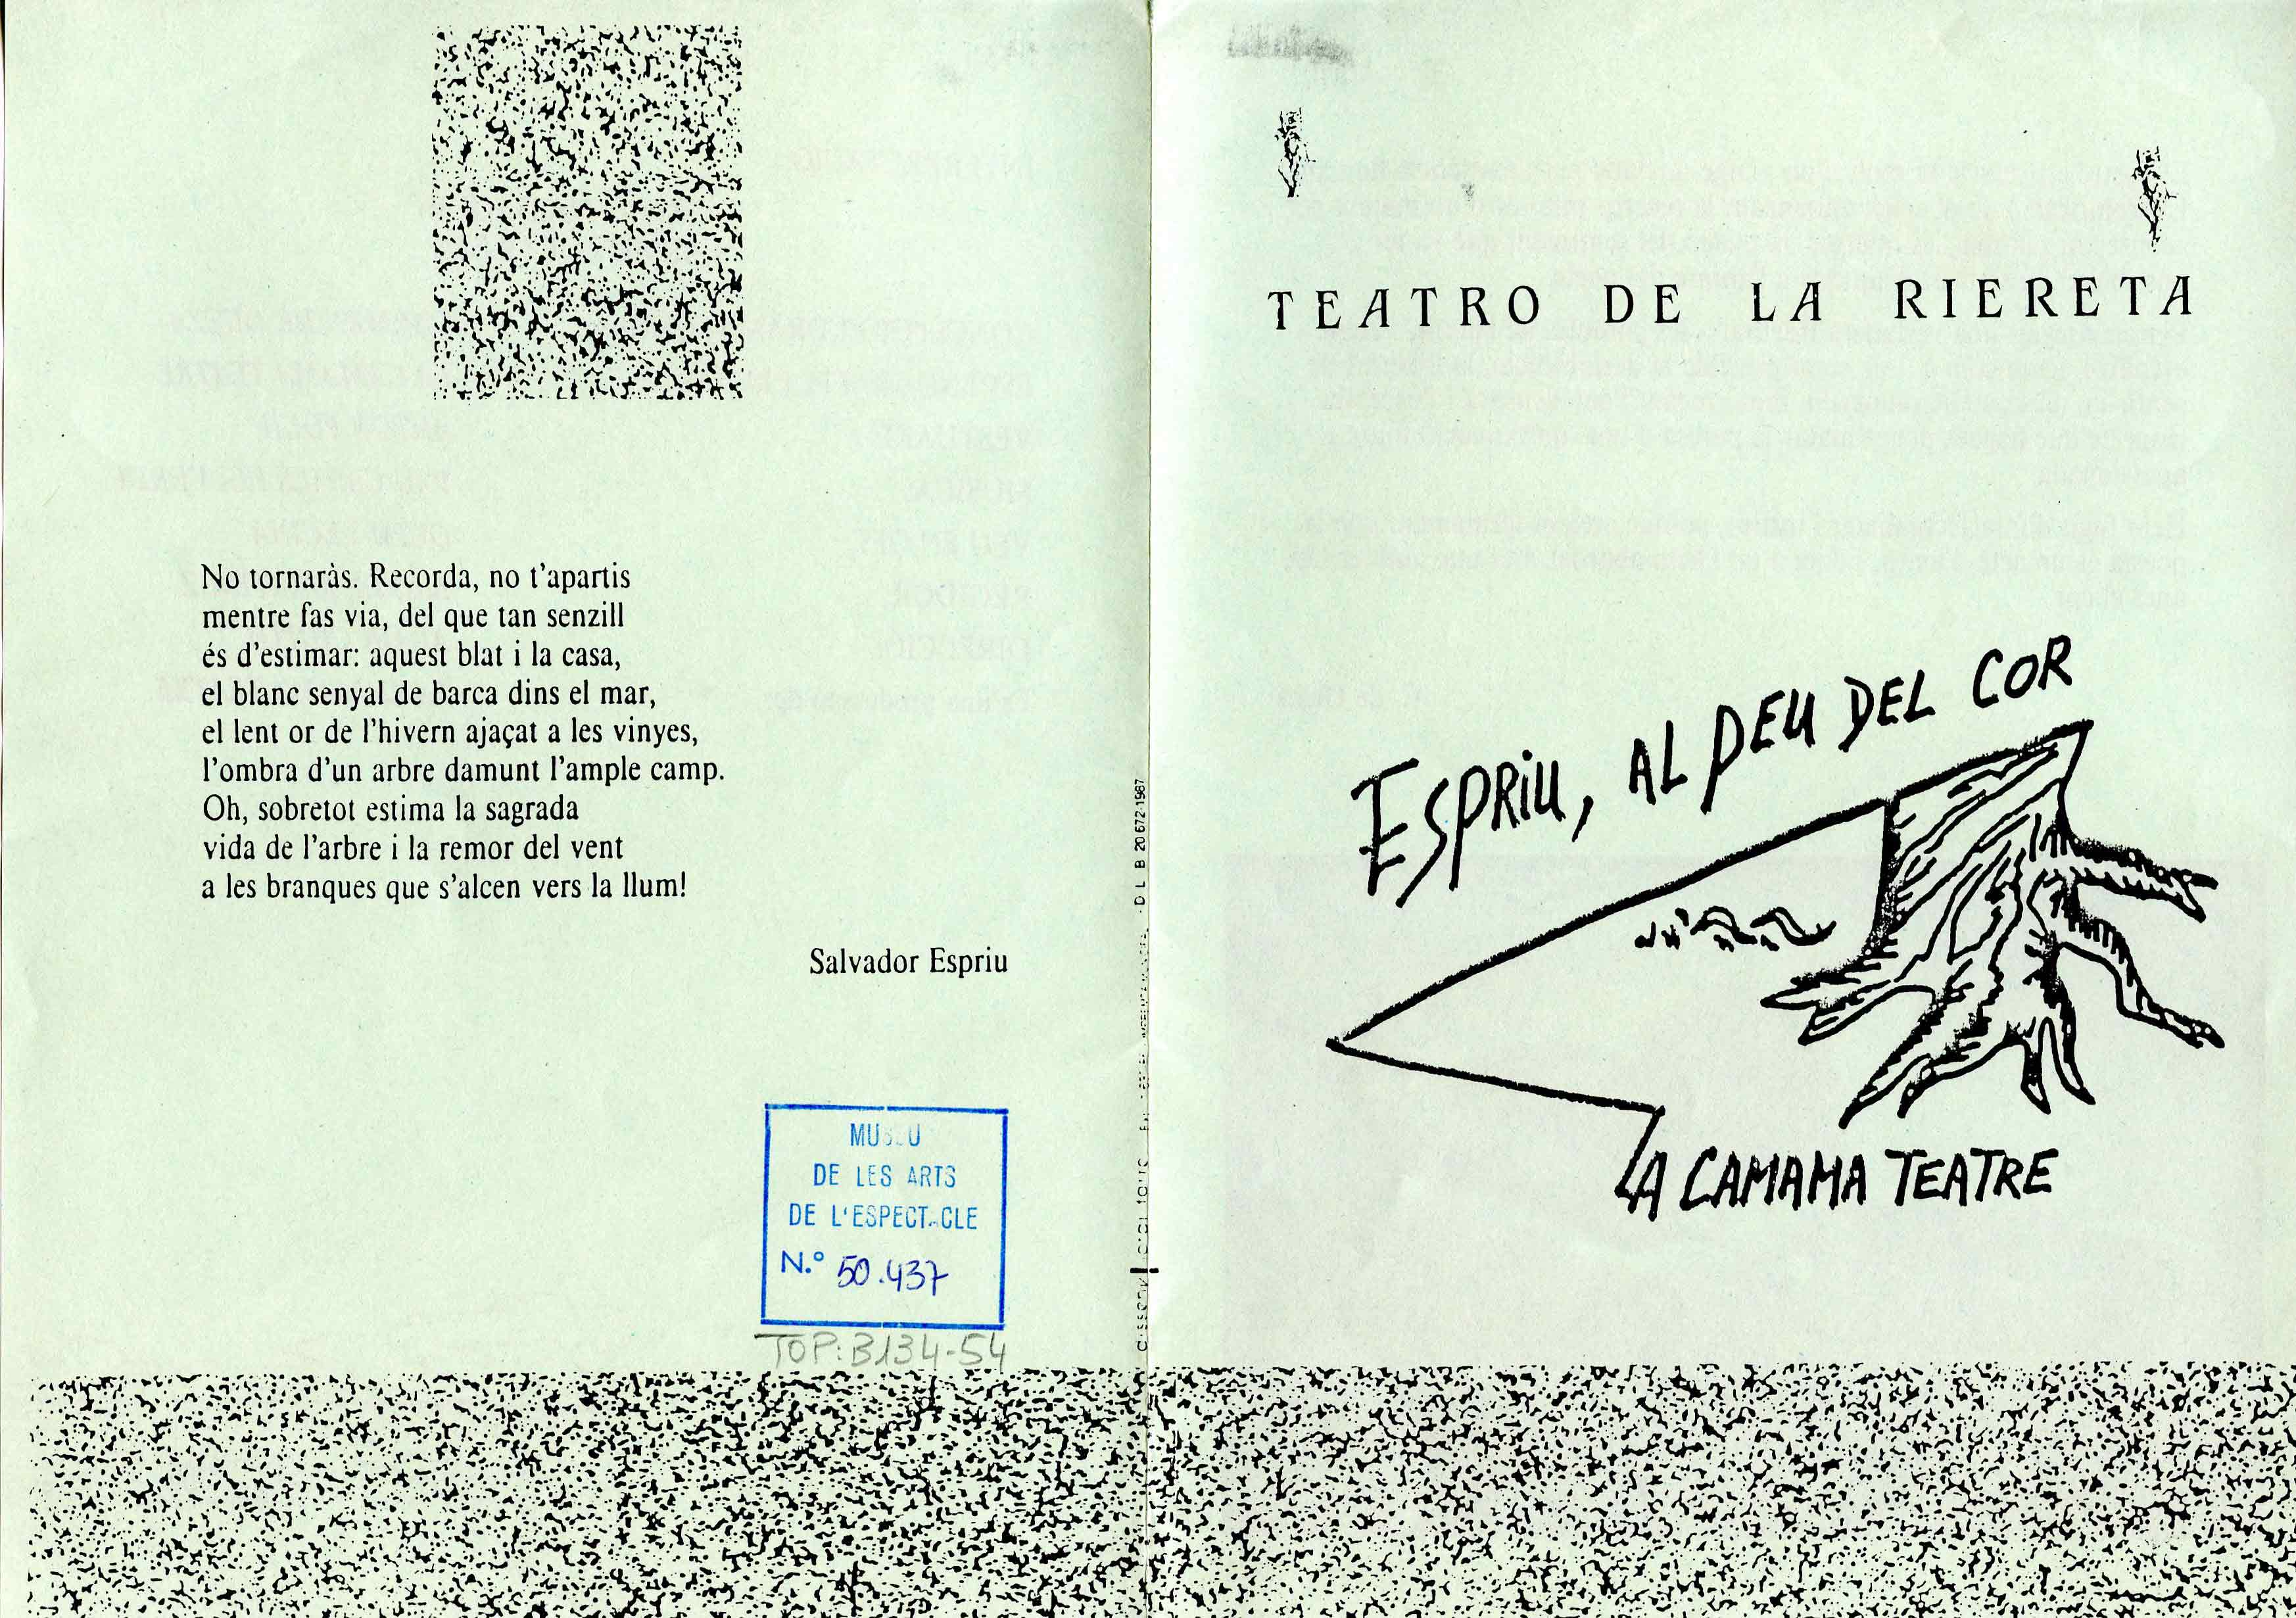 No tornaràs. Recorda, no t'apartis
mentre fas via, del que tan senzill
és d'estimar: aquest blat i la casa,
el blanc senyal de barca dins el mar,
el lent or de l'hivern ajaçat a les vinyes,
l'ombra d'un arbre damunt l'ample camp.
Oh, sobretot estima la sagrada
vida de l'arbre i la remor del vent
a les branques que s'alcen vers la llum!
Salvador Espriu
MUSEU
DE LES ARTS
DE L'ESPECTACLE
N.º 50.437
TOP: B134-54
D L B 20 672-1987
TEATRO DE LA RIERETA
ESPRIU, AL PEU DEL COR
LA CAMAMA TEATRE